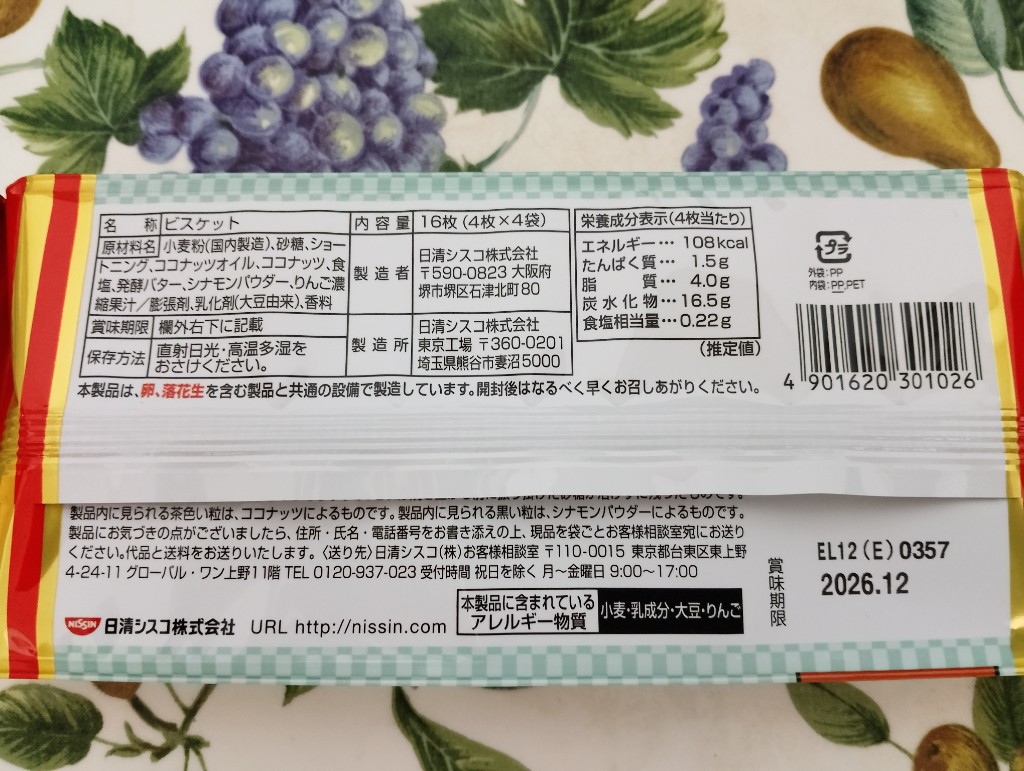 名 称 ビスケット
原材料名 小麦粉(国内製造)、砂糖、ショー
トニング、ココナッツオイル、ココナッツ、食
塩、発酵バター、シナモンパウダー、りんご濃
縮果汁/膨張剤、乳化剤(大豆由来)、香料
賞味期限 欄外右下に記載
保存方法 直射日光・高温多湿を
おさけください。
内容量 16枚(4枚×4袋)
製造者 日清シスコ株式会社
〒590-0823 大阪府
堺市堺区石津北町80
製造所 日清シスコ株式会社
東京工場 〒360-0201
埼玉県熊谷市妻沼5000
栄養成分表示(4枚当たり)
エネルギー… 108kcal
たんぱく質… 1.5g
脂質… 4.0g
炭水化物…16.5g
食塩相当量…0.22g
(推定値)
プラ
外袋:PP
内袋:PP,PET
4 901620 301026
本製品は、卵、落花生を含む製品と共通の設備で製造しています。開封後はなるべく早くお召しあがりください。
製品内に見られる茶色い粒は、ココナッツによるものです。製品内に見られる黒い粒は、シナモンパウダーによるものです。
製品にお気づきの点がございましたら、住所・氏名・電話番号をお書き添えの上、現品を袋ごとお客様相談室宛にお送り
ください。代品と送料をお送りいたします。〈送り先〉日清シスコ(株)お客様相談室 〒110-0015 東京都台東区東上野
4-24-11 グローバル・ワン上野11階 TEL 0120-937-023 受付時間 祝日を除く 月~金曜日 9:00~17:00
本製品に含まれている
アレルギー物質 小麦・乳成分・大豆・りんご
NISSIN 日清シスコ株式会社 URL http://nissin.com
賞味期限
EL12(E)0357
2026.12